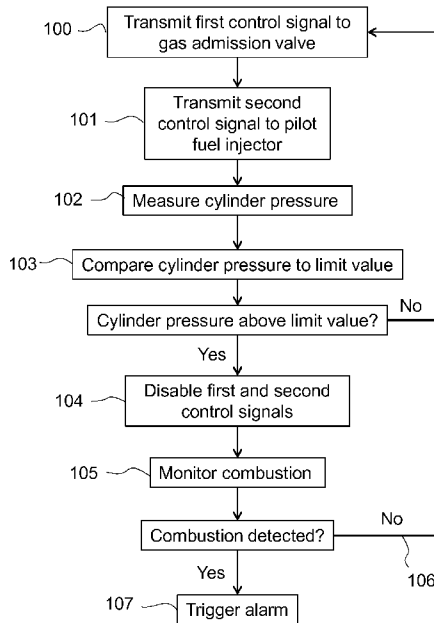 100
Transmit first control signal to
gas admission valve
101
Transmit second
control signal to pilot
fuel injector
102
Measure cylinder pressure
103
Compare cylinder pressure to limit value
Cylinder pressure above limit value?
No
Yes
104
Disable first and second
control signals
105
Monitor combustion
Combustion detected?
No
106
Yes
107
Trigger alarm